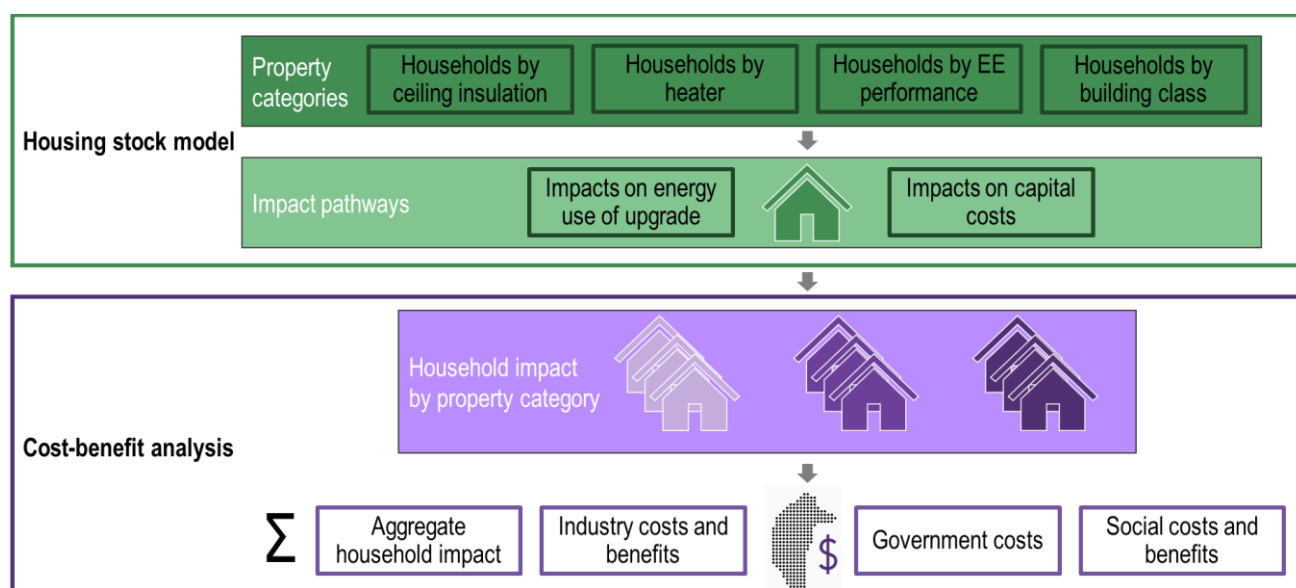 Property
categories
Households by
ceiling insulation
Households by
heater
Households by EE
performance
Households by
building class
Housing stock model
Impact pathways
Impacts on energy
use of upgrade
Impacts on capital
costs
Household impact
by property category
Cost-benefit analysis
Σ
Aggregate
household impact
Industry costs and
benefits
$
Government costs
Social costs and
benefits